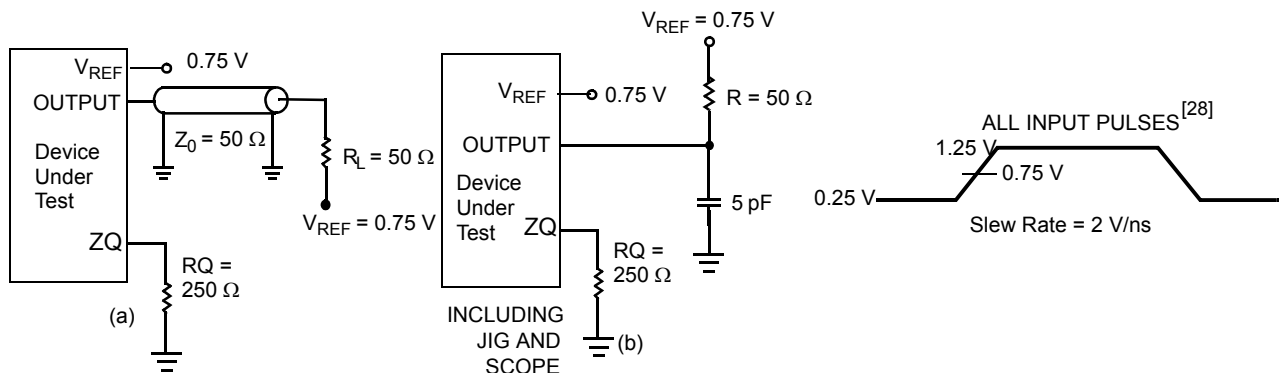 V_REF 0.75 V
OUTPUT
Z_0 = 50 Ω
Device
Under
Test
R_L = 50 Ω
V_REF = 0.75 V
ZQ
RQ =
250 Ω
(a)
V_REF = 0.75 V
V_REF 0.75 V
R = 50 Ω
OUTPUT
Device
Under
Test
5 pF
ZQ
RQ =
250 Ω
INCLUDING
JIG AND
SCOPE
(b)
ALL INPUT PULSES[28]
1.25 V
0.75 V
0.25 V
Slew Rate = 2 V/ns